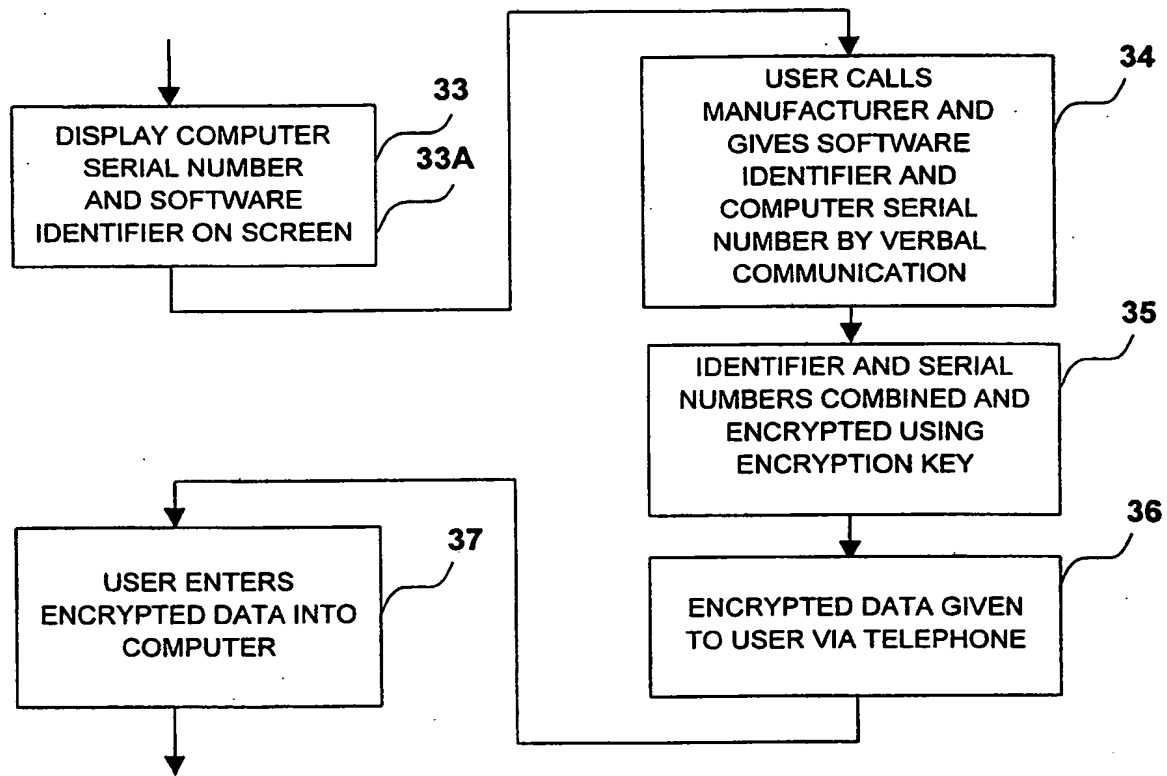 33
DISPLAY COMPUTER
SERIAL NUMBER
AND SOFTWARE
IDENTIFIER ON SCREEN
33A
34
USER CALLS
MANUFACTURER AND
GIVES SOFTWARE
IDENTIFIER AND
COMPUTER SERIAL
NUMBER BY VERBAL
COMMUNICATION
35
IDENTIFIER AND SERIAL
NUMBERS COMBINED AND
ENCRYPTED USING
ENCRYPTION KEY
36
ENCRYPTED DATA GIVEN
TO USER VIA TELEPHONE
37
USER ENTERS
ENCRYPTED DATA INTO
COMPUTER